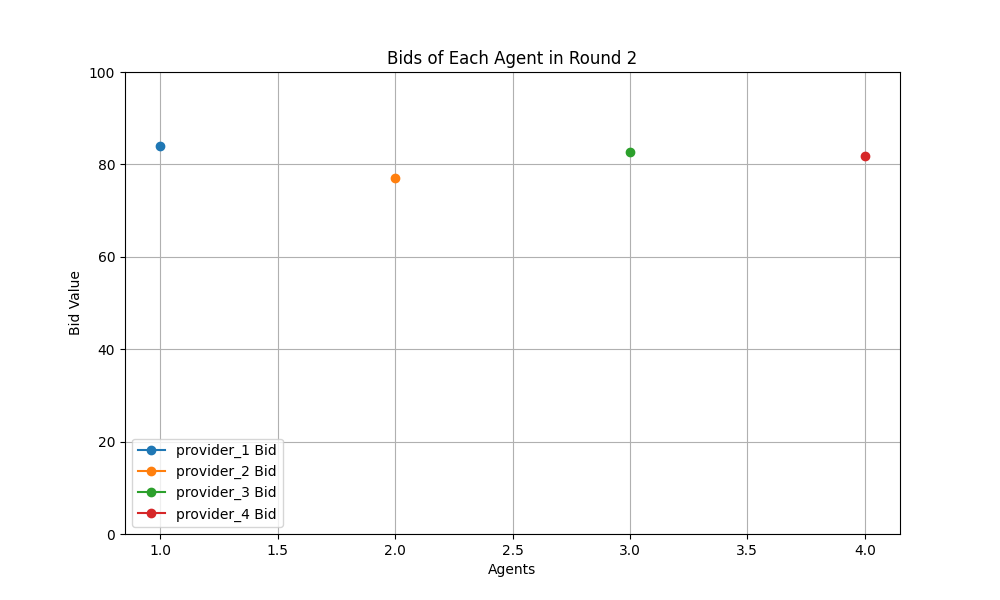 Bids of Each Agent in Round 2
100
80
60
40
20
0
Bid Value
provider_1 Bid
provider_2 Bid
provider_3 Bid
provider_4 Bid
1.0 1.5 2.0 2.5 3.0 3.5 4.0
Agents